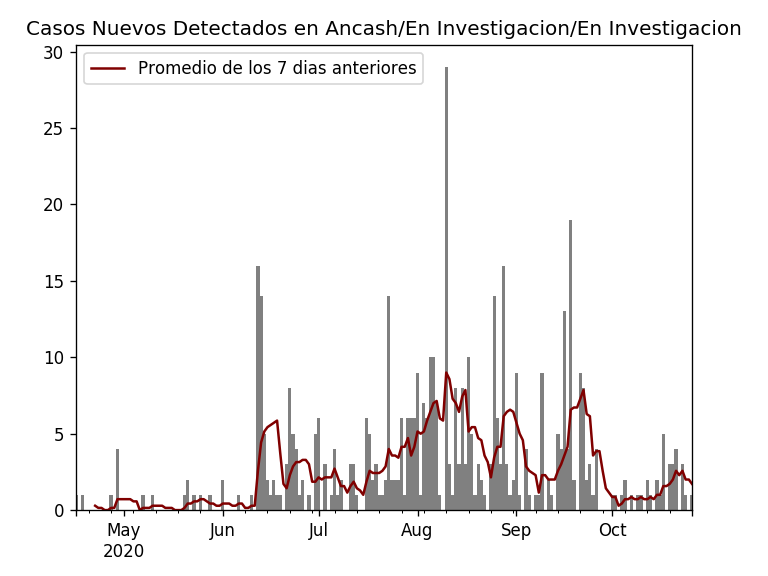 Casos Nuevos Detectados en Ancash/En Investigacion/En Investigacion
Promedio de los 7 dias anteriores
30
25
20
15
10
5
0
May Jun Jul Aug Sep Oct
2020